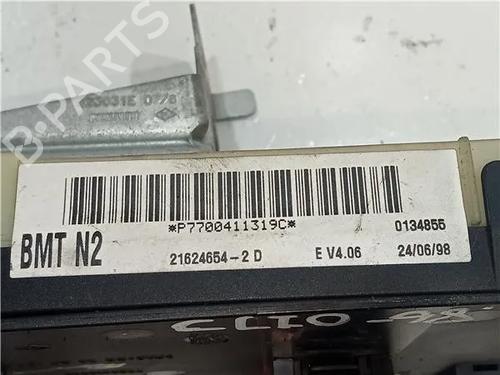 B-PARTS
*P7700411319C*
0134855
BMT N2
21624654-2 D
E V4.06
24/06/98